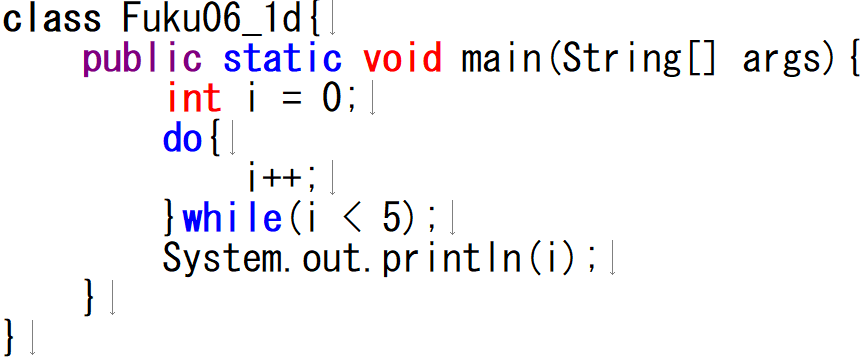 class Fuku06_1d{
    public static void main(String[] args){
        int i = 0;
        do{
            i++;
        }while(i < 5);
        System.out.println(i);
    }
}